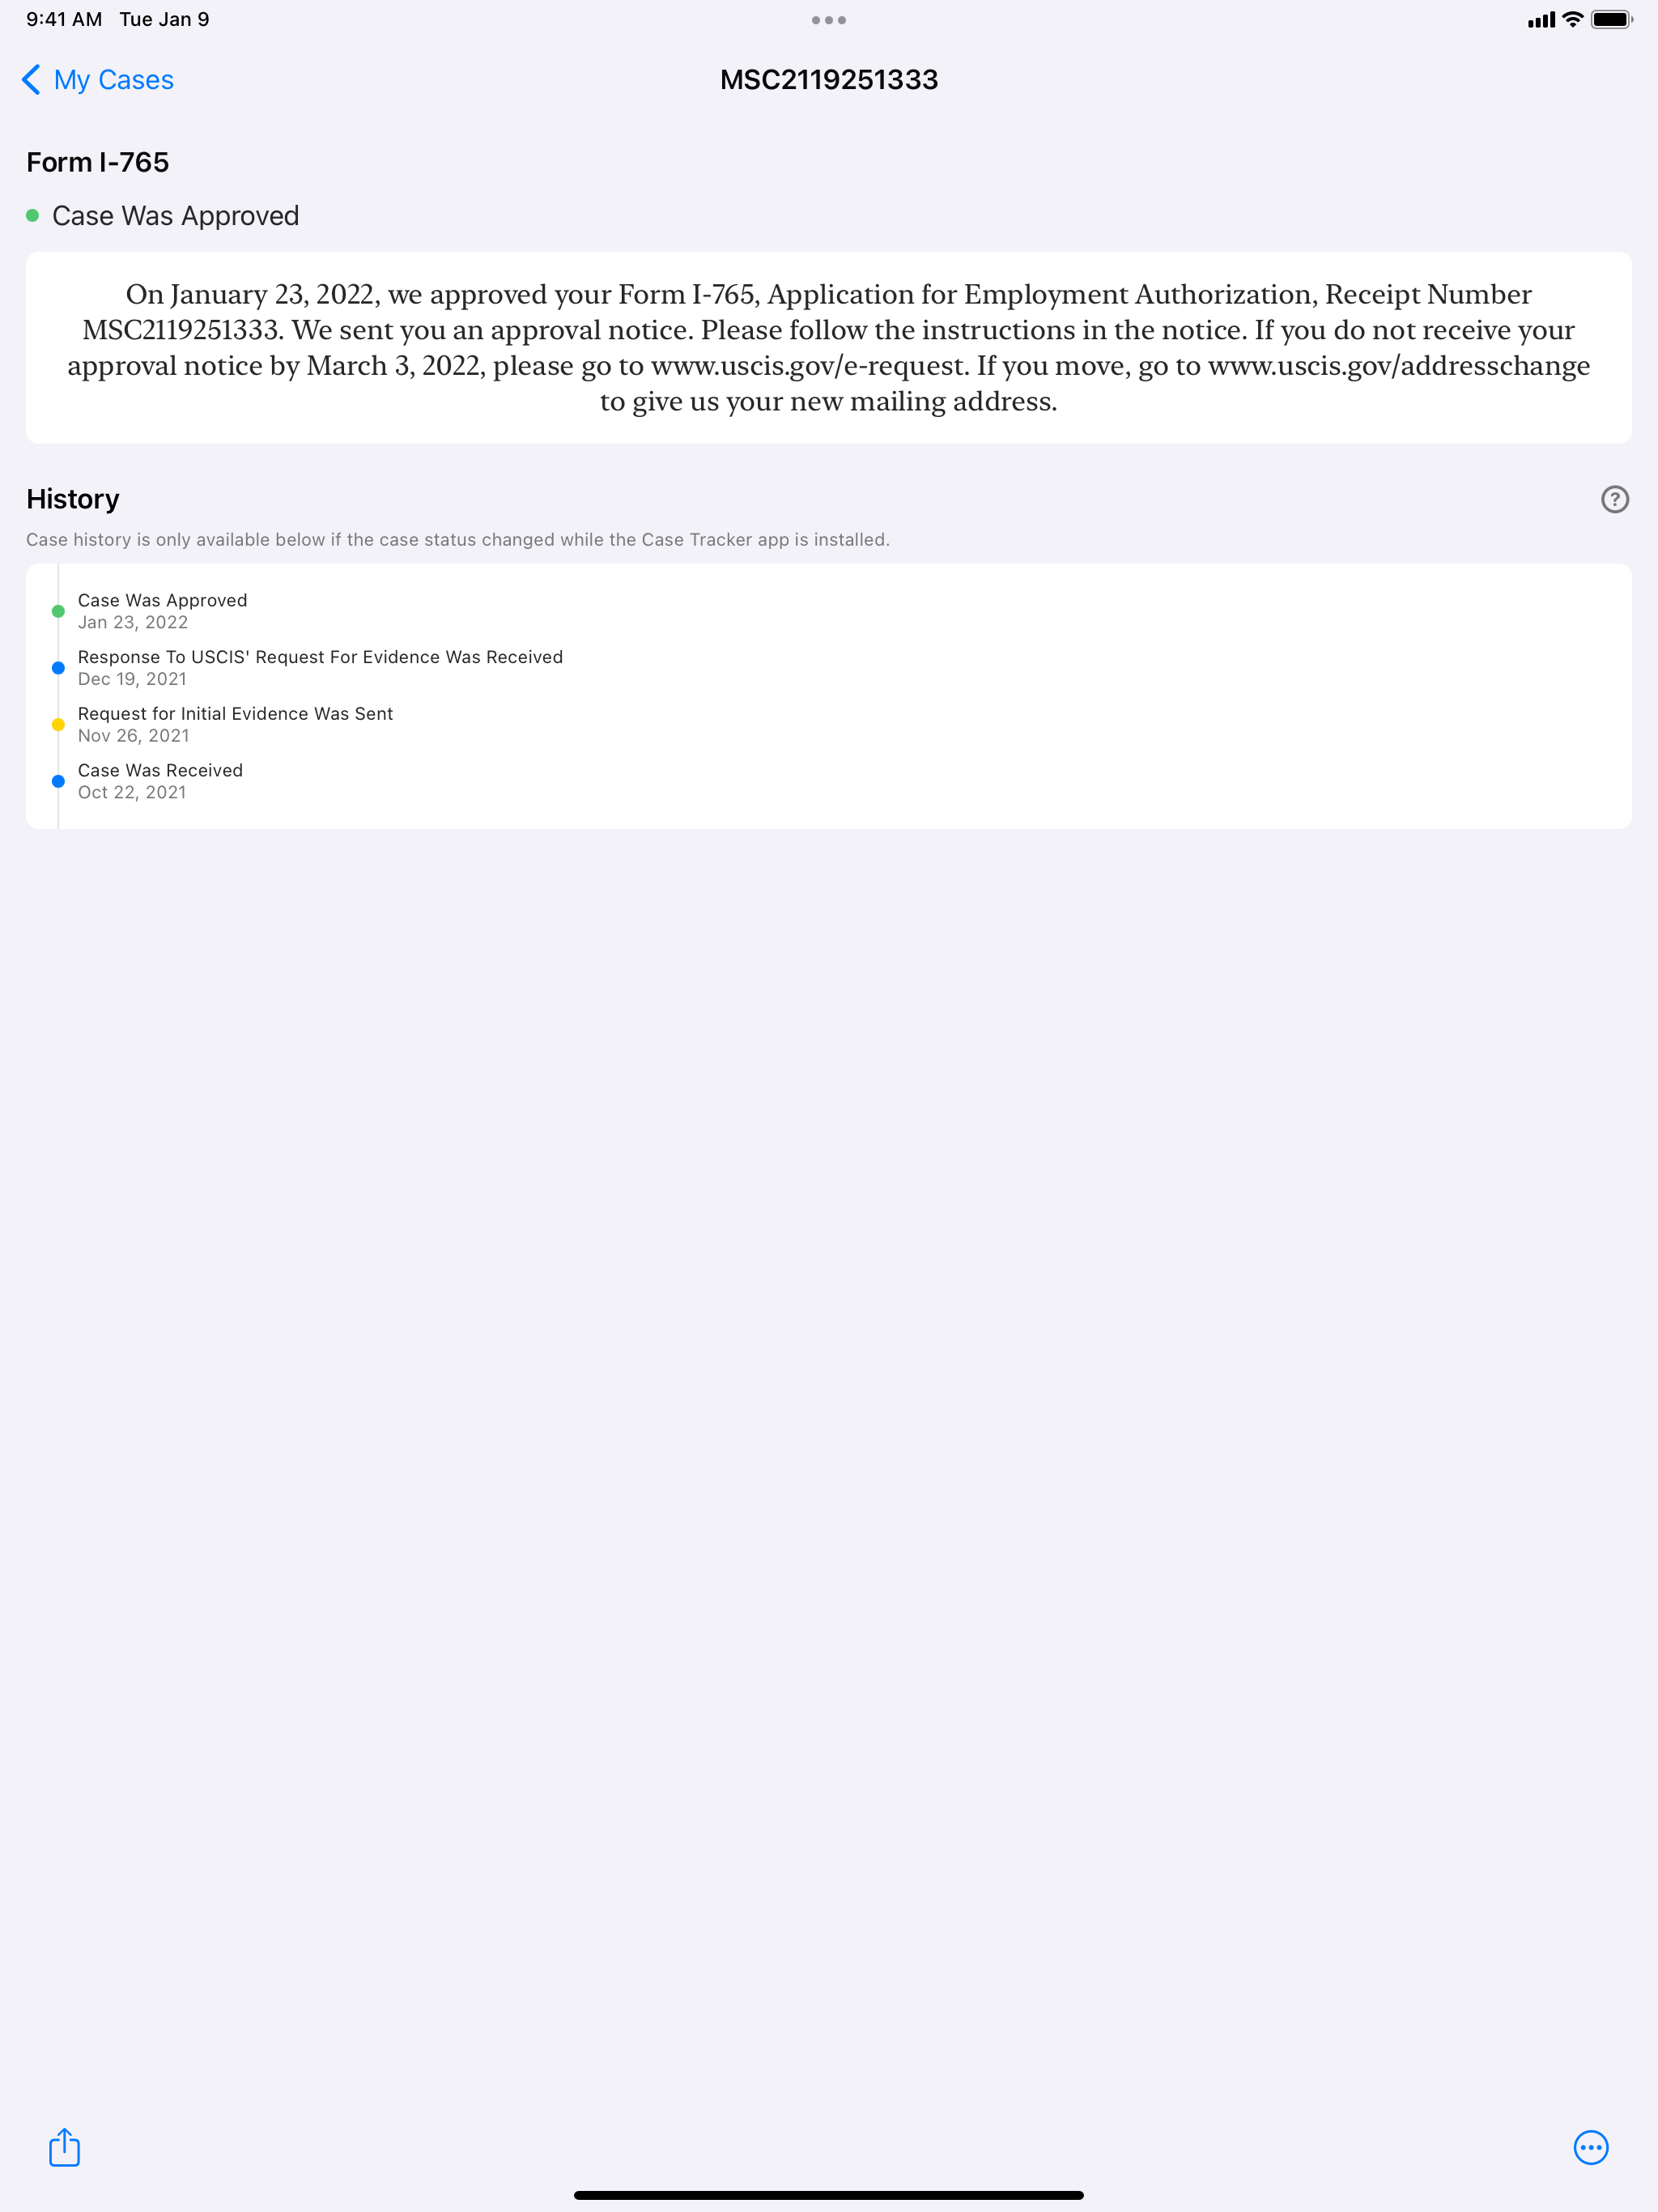 9:41 AM Tue Jan 9
My Cases
MSC2119251333
Form I-765
Case Was Approved
On January 23, 2022, we approved your Form I-765, Application for Employment Authorization, Receipt Number
MSC2119251333. We sent you an approval notice. Please follow the instructions in the notice. If you do not receive your
approval notice by March 3, 2022, please go to www.uscis.gov/e-request. If you move, go to www.uscis.gov/addresschange
to give us your new mailing address.
History
?
Case history is only available below if the case status changed while the Case Tracker app is installed.
Case Was Approved
Jan 23, 2022
Response To USCIS' Request For Evidence Was Received
Dec 19, 2021
Request for Initial Evidence Was Sent
Nov 26, 2021
Case Was Received
Oct 22, 2021